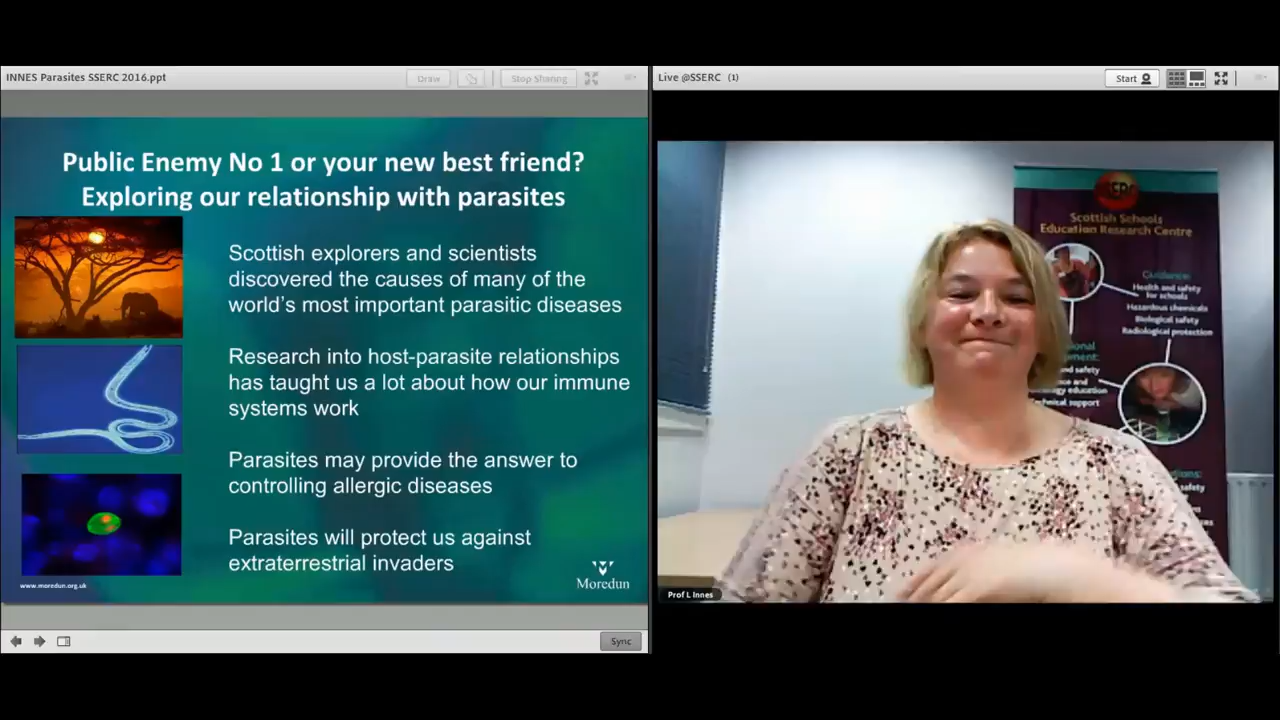 INNES Parasites SSERC 2016.ppt
Draw
Stop Sharing
Public Enemy No 1 or your new best friend?
Exploring our relationship with parasites
Scottish explorers and scientists
discovered the causes of many of the
world's most important parasitic diseases
Research into host-parasite relationships
has taught us a lot about how our immune
systems work
Parasites may provide the answer to
controlling allergic diseases
Parasites will protect us against
extraterrestrial invaders
www.moredun.org.uk
Moredun
Sync
Live @SSERC (1)
Start
Scottish Schools
Education Research Centre
Guidance:
Health and safety
for schools
Hazardous chemicals
Biological safety
Radiological protection
and safety
education
support
safety
Prof L Innes